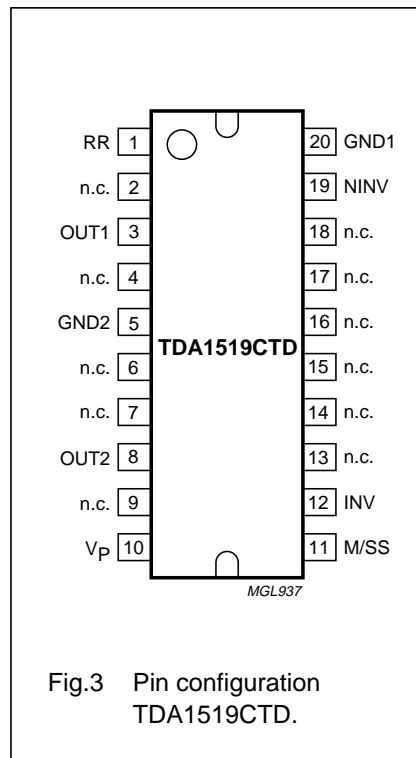 RR 1 20 GND1
n.c. 2 19 NINV
OUT1 3 18 n.c.
n.c. 4 17 n.c.
GND2 5 16 n.c.
TDA1519CTD
n.c. 6 15 n.c.
n.c. 7 14 n.c.
OUT2 8 13 n.c.
n.c. 9 12 INV
VP 10 11 M/SS
MGL937
Fig.3 Pin configuration
TDA1519CTD.